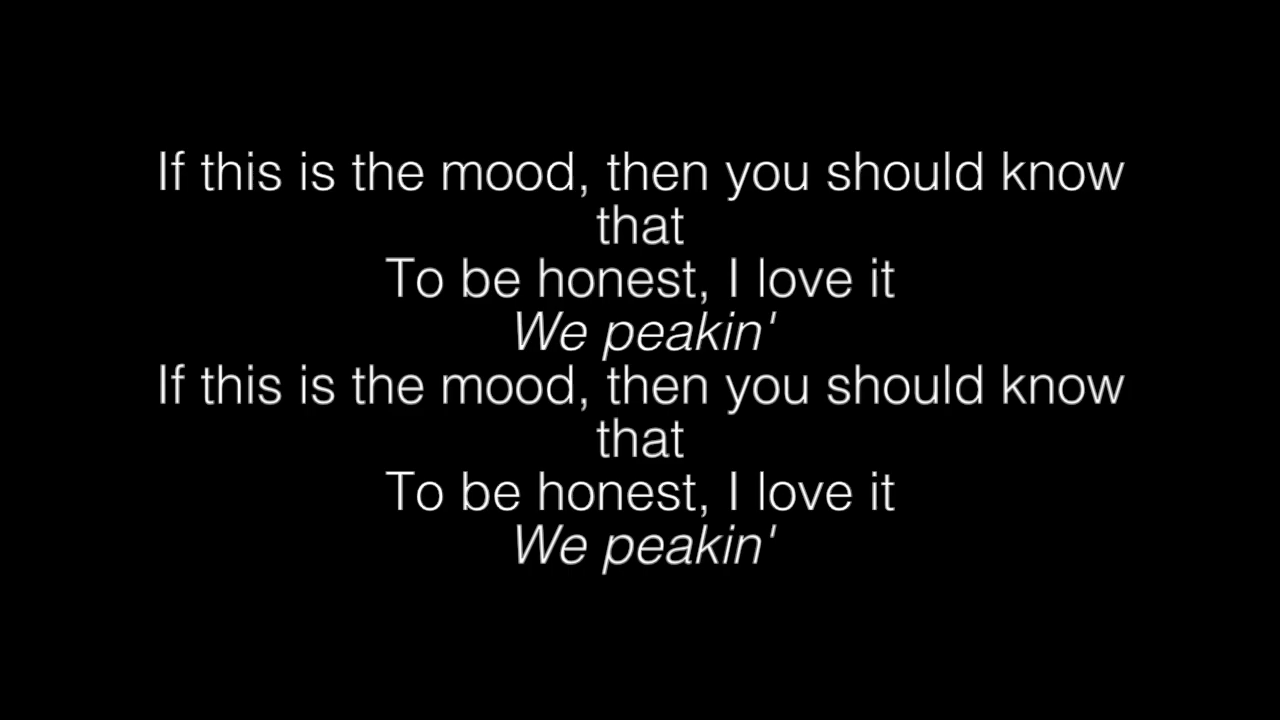 If this is the mood, then you should know
that
To be honest, I love it
We peakin'
If this is the mood, then you should know
that
To be honest, I love it
We peakin'